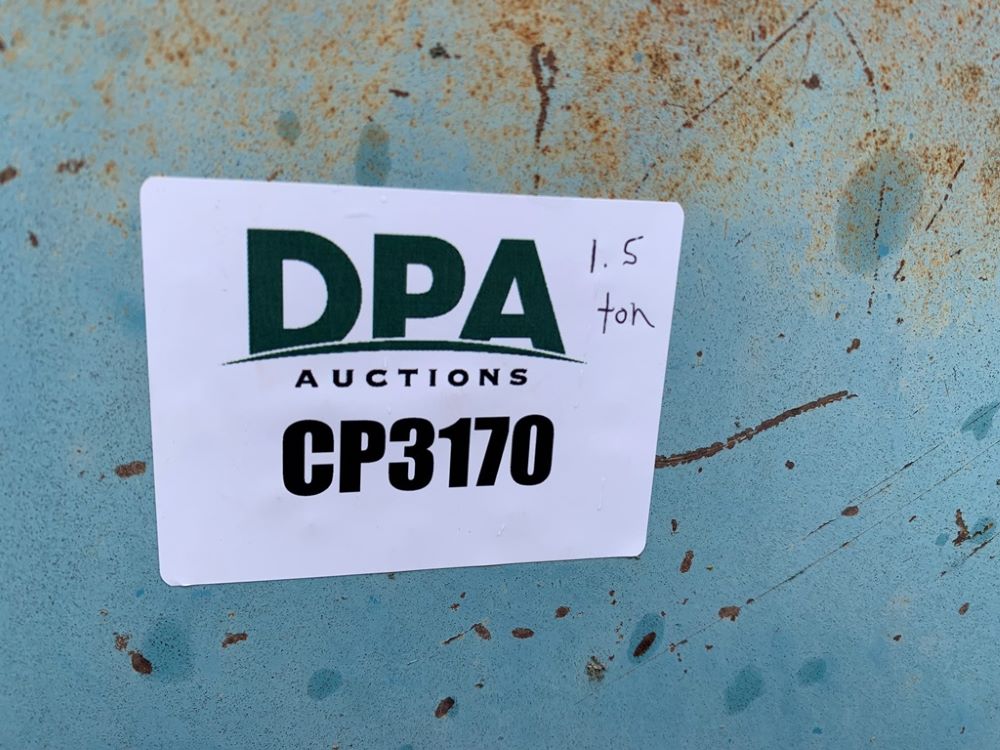 DPA
AUCTIONS
1.5
ton
CP3170